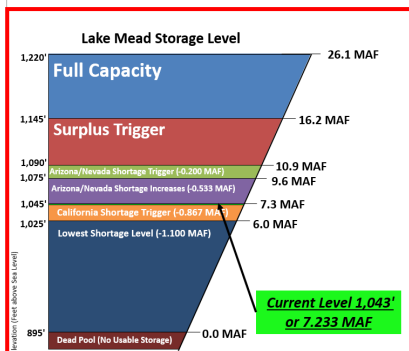 Lake Mead Storage Level
1,220'
26.1 MAF
Full Capacity
1,145'
16.2 MAF
Surplus Trigger
1,090'
10.9 MAF
Arizona/Nevada Shortage Trigger (-0.200 MAF)
1,075'
9.6 MAF
Arizona/Nevada Shortage Increases (-0.533 MAF)
1,045'
7.3 MAF
California Shortage Trigger (-0.867 MAF)
1,025'
6.0 MAF
Lowest Shortage Level (-1.100 MAF)
Current Level 1,043'
or 7.233 MAF
895'
0.0 MAF
Dead Pool (No Usable Storage)
levation (Feet above Sea Level)